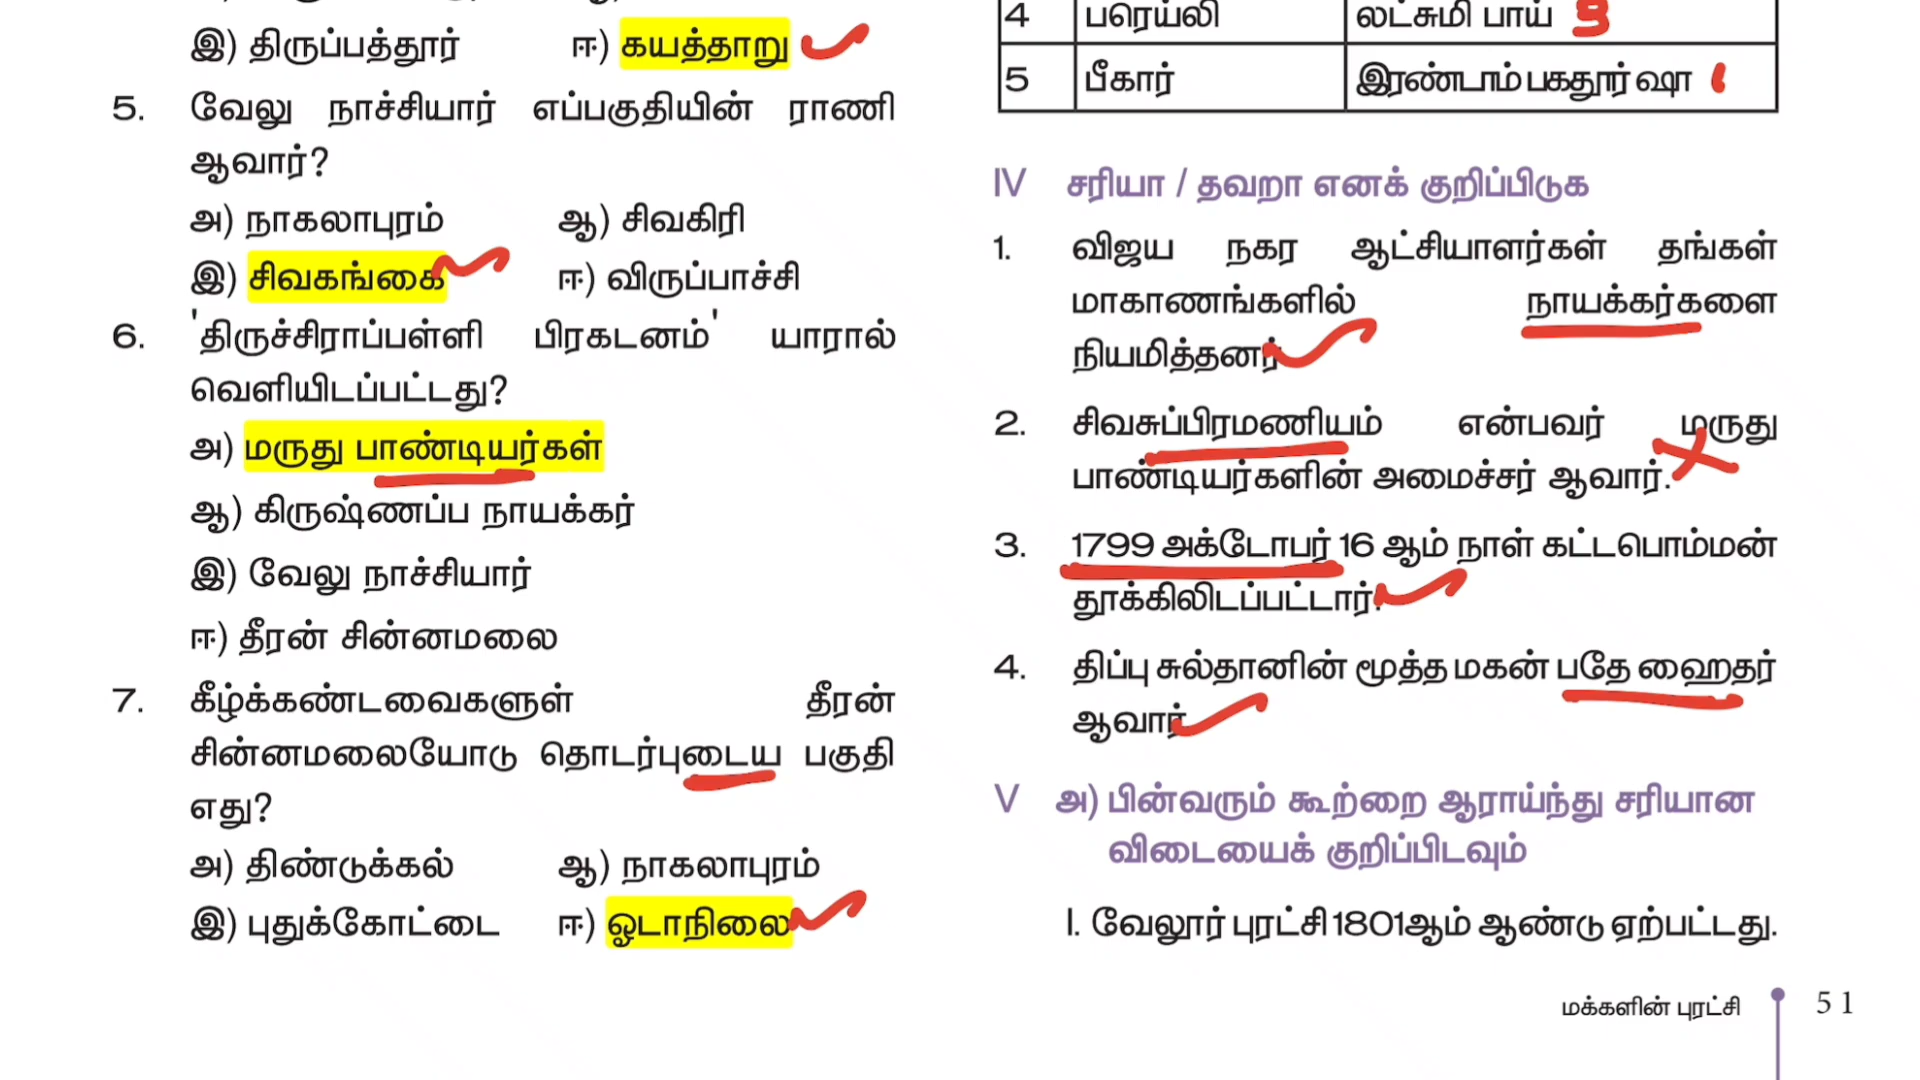 இ) திருப்பத்தூர் ஈ) கயத்தாறு
5. வேலு நாச்சியார் எப்பகுதியின் ராணி
ஆவார்?
அ) நாகலாபுரம் ஆ) சிவகிரி
இ) சிவகங்கை ஈ) விருப்பாச்சி
6. 'திருச்சிராப்பள்ளி பிரகடனம்' யாரால்
வெளியிடப்பட்டது?
அ) மருது பாண்டியர்கள்
ஆ) கிருஷ்ணப்ப நாயக்கர்
இ) வேலு நாச்சியார்
ஈ) தீரன் சின்னமலை
7. கீழ்க்கண்டவைகளுள் தீரன்
சின்னமலையோடு தொடர்புடைய பகுதி
எது?
அ) திண்டுக்கல் ஆ) நாகலாபுரம்
இ) புதுக்கோட்டை ஈ) ஓடாநிலை
4 பரெய்லி லட்சுமி பாய்
5 பீகார் இரண்டாம் பகதூர் ஷா
IV சரியா / தவறா எனக் குறிப்பிடுக
1. விஜய நகர ஆட்சியாளர்கள் தங்கள்
மாகாணங்களில் நாயக்கர்களை
நியமித்தனர்
2. சிவசுப்பிரமணியம் என்பவர் மருது
பாண்டியர்களின் அமைச்சர் ஆவார்.
3. 1799 அக்டோபர் 16 ஆம் நாள் கட்டபொம்மன்
தூக்கிலிடப்பட்டார்.
4. திப்பு சுல்தானின் மூத்த மகன் பதே ஹைதர்
ஆவார்
V அ) பின்வரும் கூற்றை ஆராய்ந்து சரியான
விடையைக் குறிப்பிடவும்
I. வேலூர் புரட்சி 1801ஆம் ஆண்டு ஏற்பட்டது.
மக்களின் புரட்சி 51